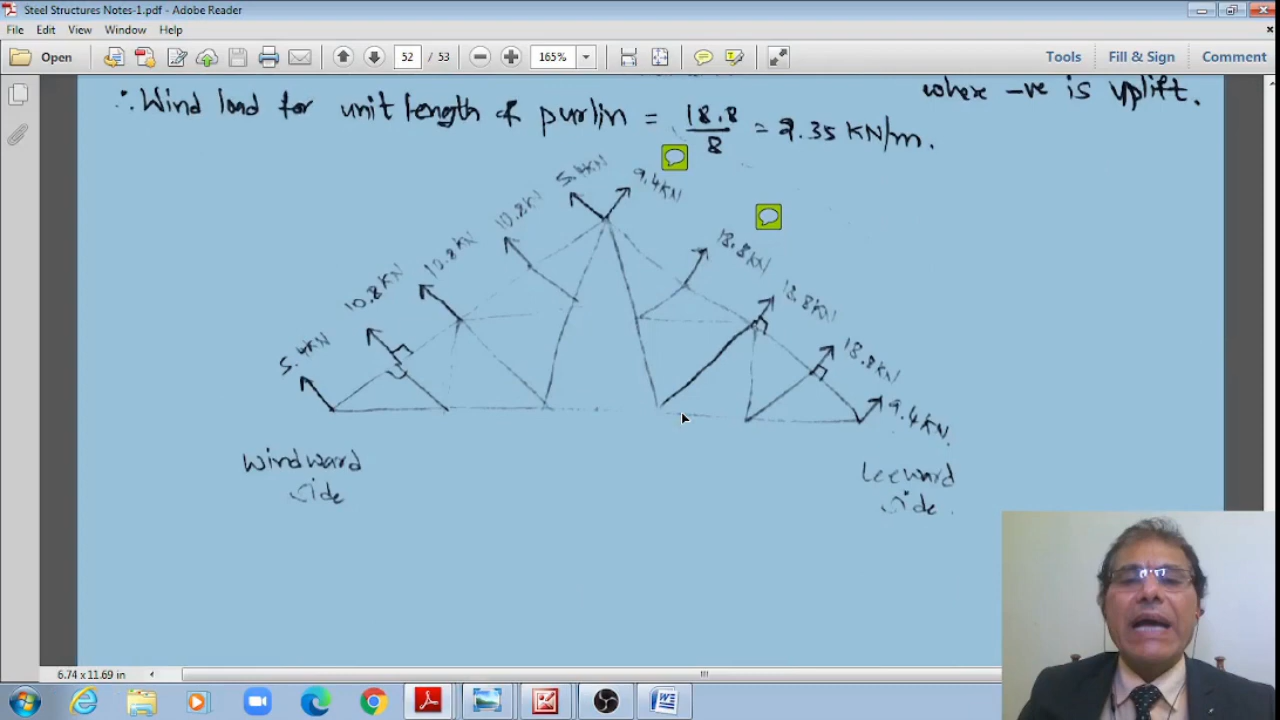 Steel Structures Notes-1.pdf - Adobe Reader
File Edit View Window Help
Open 52 / 53 165% Tools Fill & Sign Comment
where -ve is uplift.
∴ Wind load for unit length of purlin = 18.8 / 8 = 2.35 KN/m.
5.4KN 9.4KN
10.8KN
10.8KN 18.8KN
10.8KN 18.8KN
5.4KN 18.8KN
9.4KN
Windward side
Leeward side
6.74 x 11.69 in